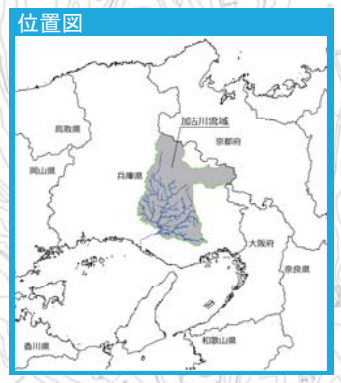 位置図
加古川流域
鳥取県
京都府
岡山県
兵庫県
大阪府
奈良県
香川県
和歌山県